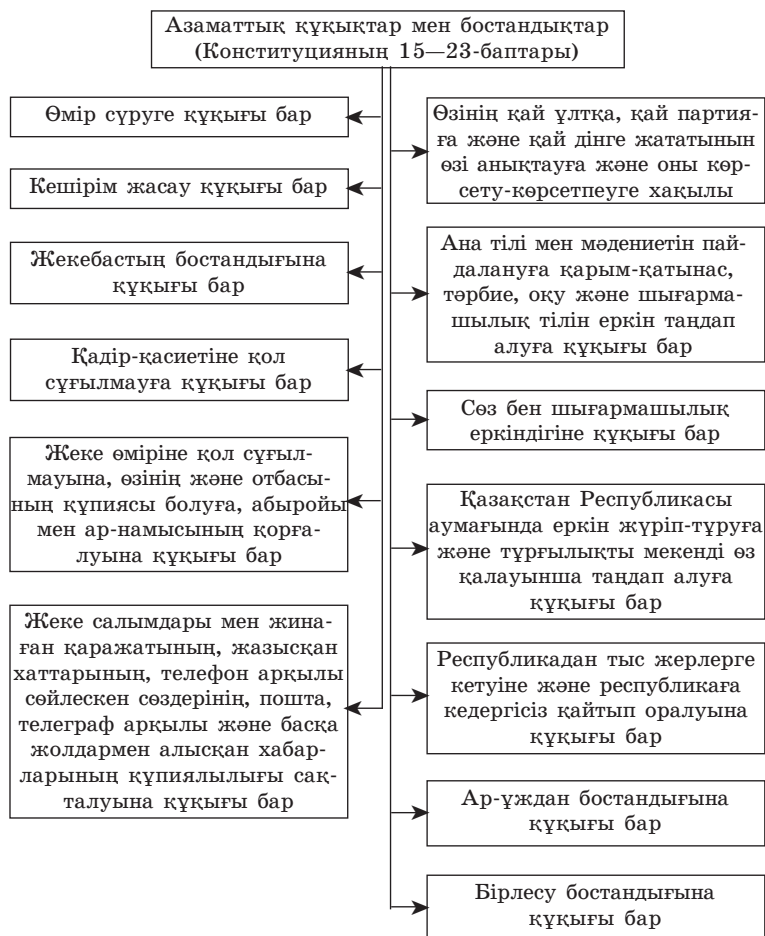 Азаматтық құқықтар мен бостандықтар
(Конституцияның 15—23-баптары)
Өмір сүруге құқығы бар
Кешірім жасау құқығы бар
Жекебастың бостандығына
құқығы бар
Қадір-қасиетіне қол
сұғылмауға құқығы бар
Жеке өміріне қол сұғыл-
мауына, өзінің және отбасы-
ның құпиясы болуға, абыройы
мен ар-намысының қорға-
луына құқығы бар
Жеке салымдары мен жина-
ған қаражатының, жазысқан
хаттарының, телефон арқылы
сөйлескен сөздерінің, пошта,
телеграф арқылы және басқа
жолдармен алысқан хабар-
ларының құпиялылығы сақ-
талуына құқығы бар
Өзінің қай ұлтқа, қай партия-
ға және қай дінге жататынын
өзі анықтауға және оны көр-
сету-көрсетпеуге хақылы
Ана тілі мен мәдениетін пай-
далануға қарым-қатынас,
тәрбие, оқу және шығарма-
шылық тілін еркін таңдап
алуға құқығы бар
Сөз бен шығармашылық
еркіндігіне құқығы бар
Қазақстан Республикасы
аумағында еркін жүріп-тұруға
және тұрғылықты мекенді өз
қалауынша таңдап алуға
құқығы бар
Республикадан тыс жерлерге
кетуіне және республикаға
кедергісіз қайтып оралуына
құқығы бар
Ар-ұждан бостандығына
құқығы бар
Бірлесу бостандығына
құқығы бар